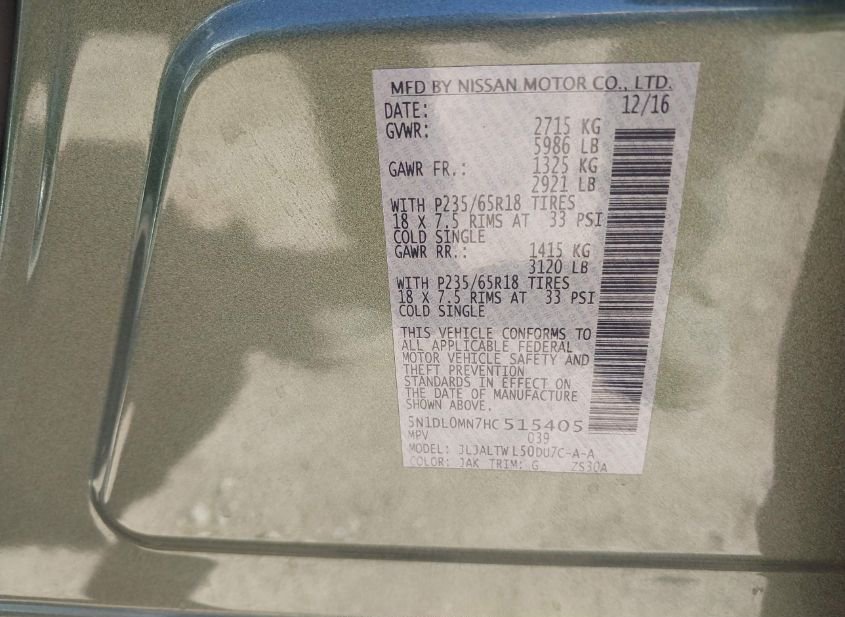 MFD BY NISSAN MOTOR CO., LTD.
DATE: 12/16
GVWR: 2715 KG
5986 LB
GAWR FR.: 1325 KG
2921 LB
WITH P235/65R18 TIRES
18 X 7.5 RIMS AT 33 PSI
COLD SINGLE
GAWR RR.: 1415 KG
3120 LB
WITH P235/65R18 TIRES
18 X 7.5 RIMS AT 33 PSI
COLD SINGLE
THIS VEHICLE CONFORMS TO
ALL APPLICABLE FEDERAL
MOTOR VEHICLE SAFETY AND
THEFT PREVENTION
STANDARDS IN EFFECT ON
THE DATE OF MANUFACTURE
SHOWN ABOVE.
5N1DL0MN7HC515405
MPV 039
MODEL: JLJALTWL50DU7C-A-A
COLOR: JAK TRIM: G ZS30A